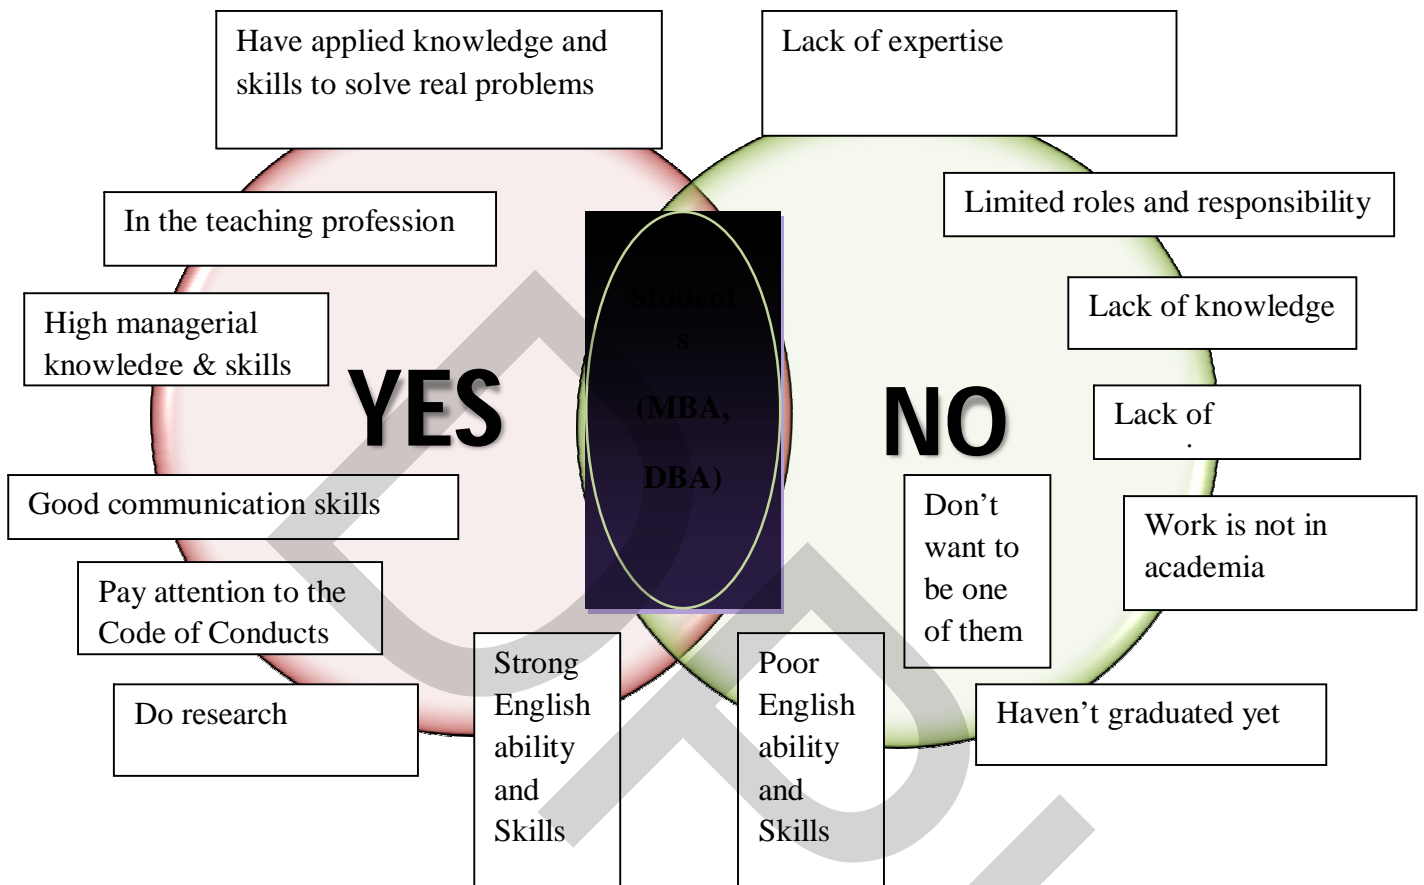 Have applied knowledge and
skills to solve real problems
Lack of expertise
In the teaching profession
Limited roles and responsibility
High managerial
knowledge & skills
Lack of knowledge
YES
Student
s
(MBA,
DBA)
NO
Lack of
Good communication skills
Don’t
want to
be one
of them
Work is not in
academia
Pay attention to the
Code of Conducts
Do research
Strong
English
ability
and
Skills
Poor
English
ability
and
Skills
Haven’t graduated yet